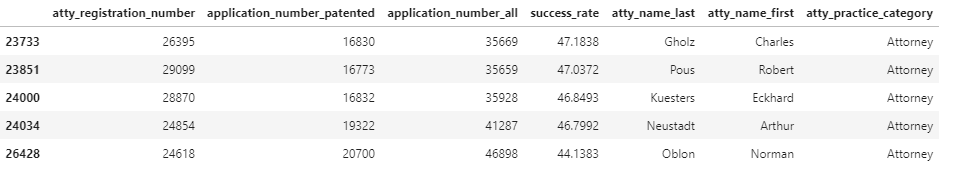 atty_registration_number application_number_patented application_number_all success_rate atty_name_last atty_name_first atty_practice_category
23733 26395 16830 35669 47.1838 Gholz Charles Attorney
23851 29099 16773 35659 47.0372 Pous Robert Attorney
24000 28870 16832 35928 46.8493 Kuesters Eckhard Attorney
24034 24854 19322 41287 46.7992 Neustadt Arthur Attorney
26428 24618 20700 46898 44.1383 Oblon Norman Attorney